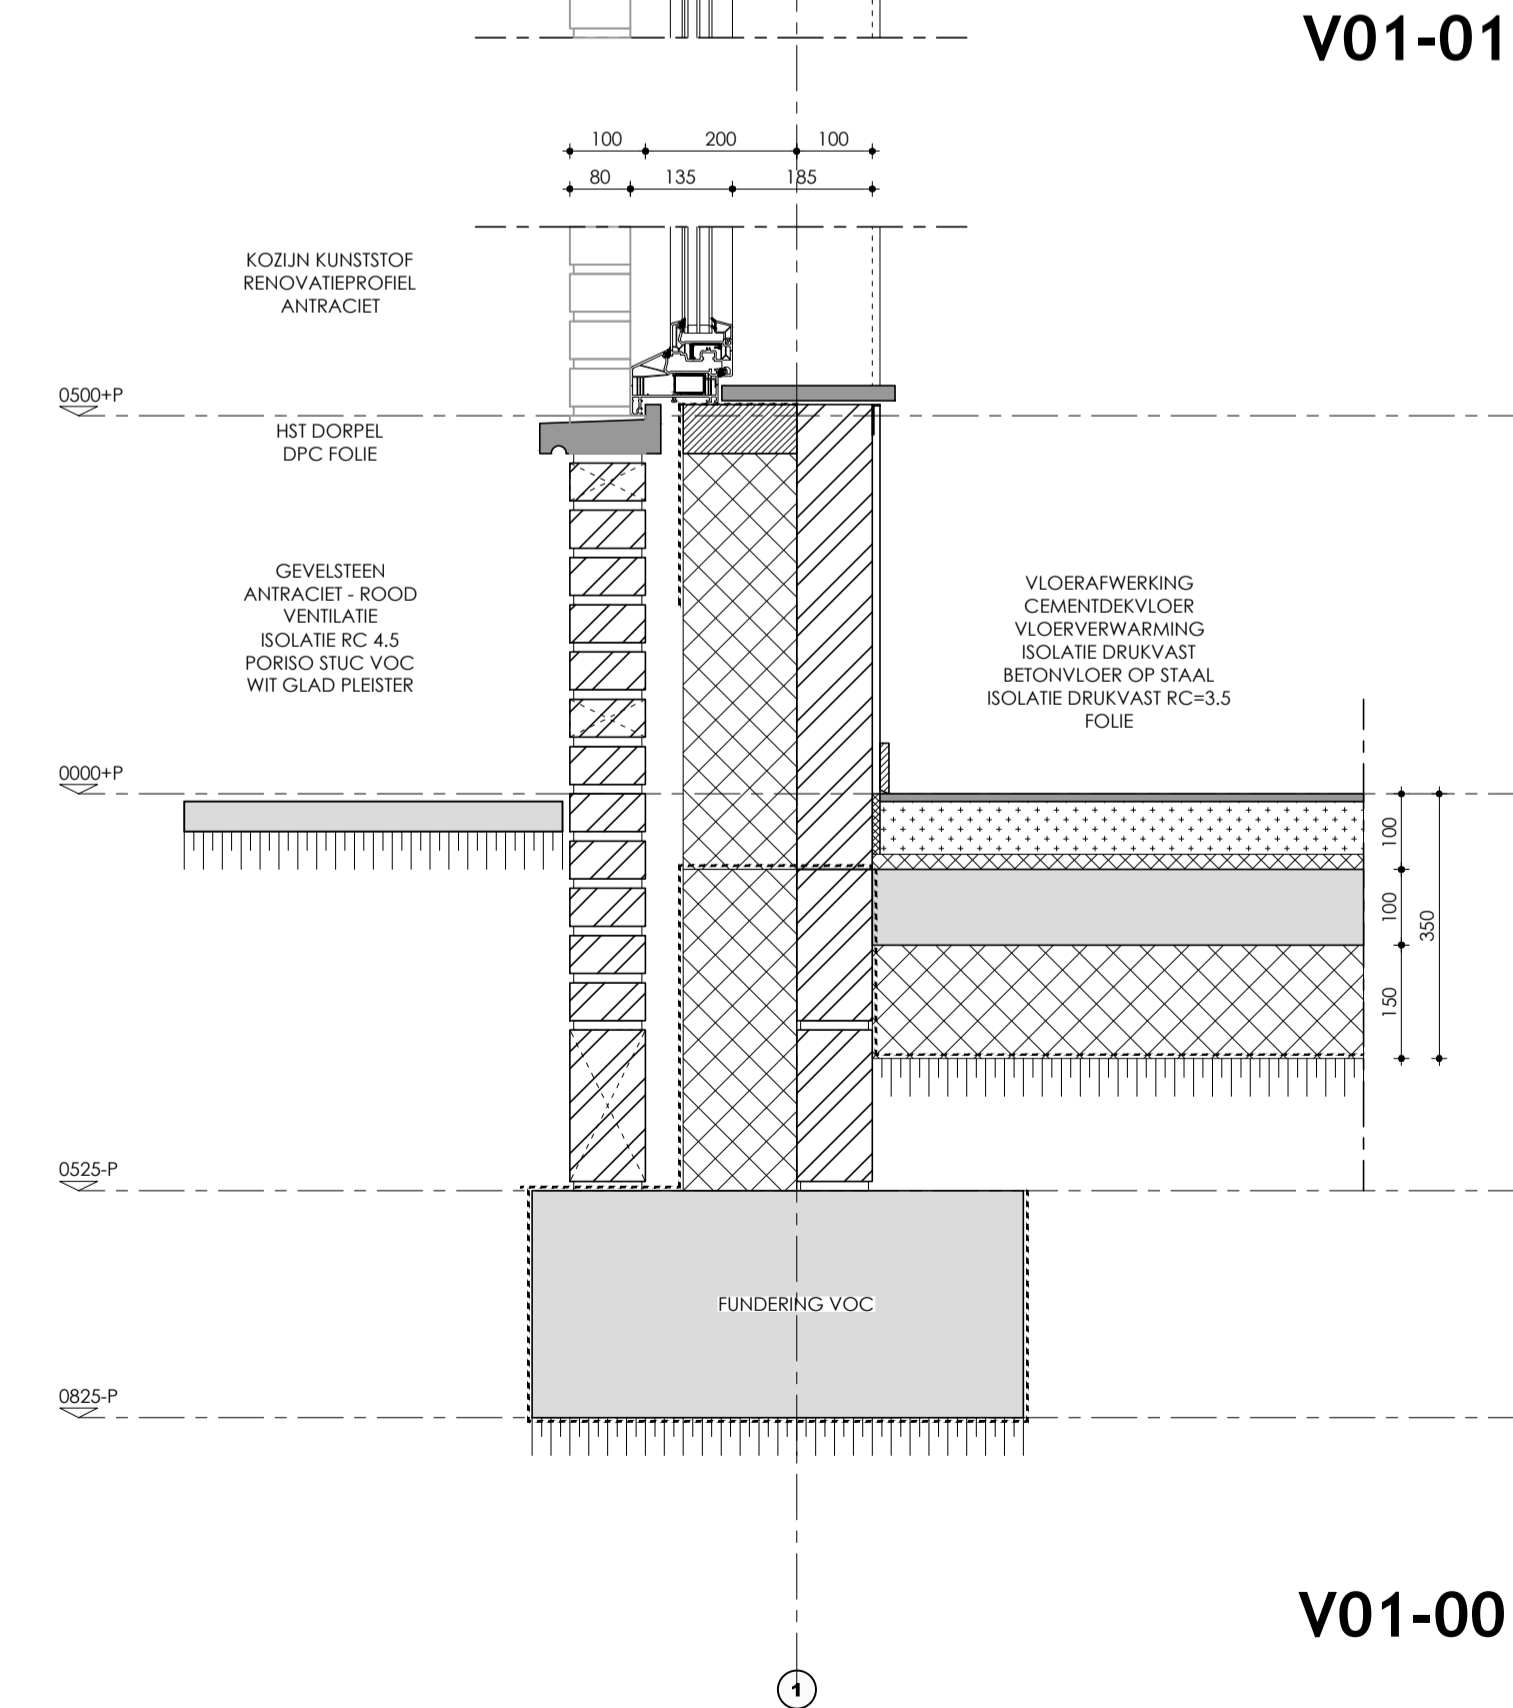 V01-01
100 200 100
80 135 185
KOZIJN KUNSTSTOF
RENOVATIEPROFIEL
ANTRACIET
0500+P
HST DORPEL
DPC FOLIE
GEVELSTEEN
ANTRACIET - ROOD
VENTILATIE
ISOLATIE RC 4.5
PORISO STUC VOC
WIT GLAD PLEISTER
VLOERAFWERKING
CEMENTDEKVLOER
VLOERVERWARMING
ISOLATIE DRUKVAST
BETONVLOER OP STAAL
ISOLATIE DRUKVAST RC=3.5
FOLIE
0000+P
100
100
350
150
0525-P
FUNDERING VOC
0825-P
V01-00
1